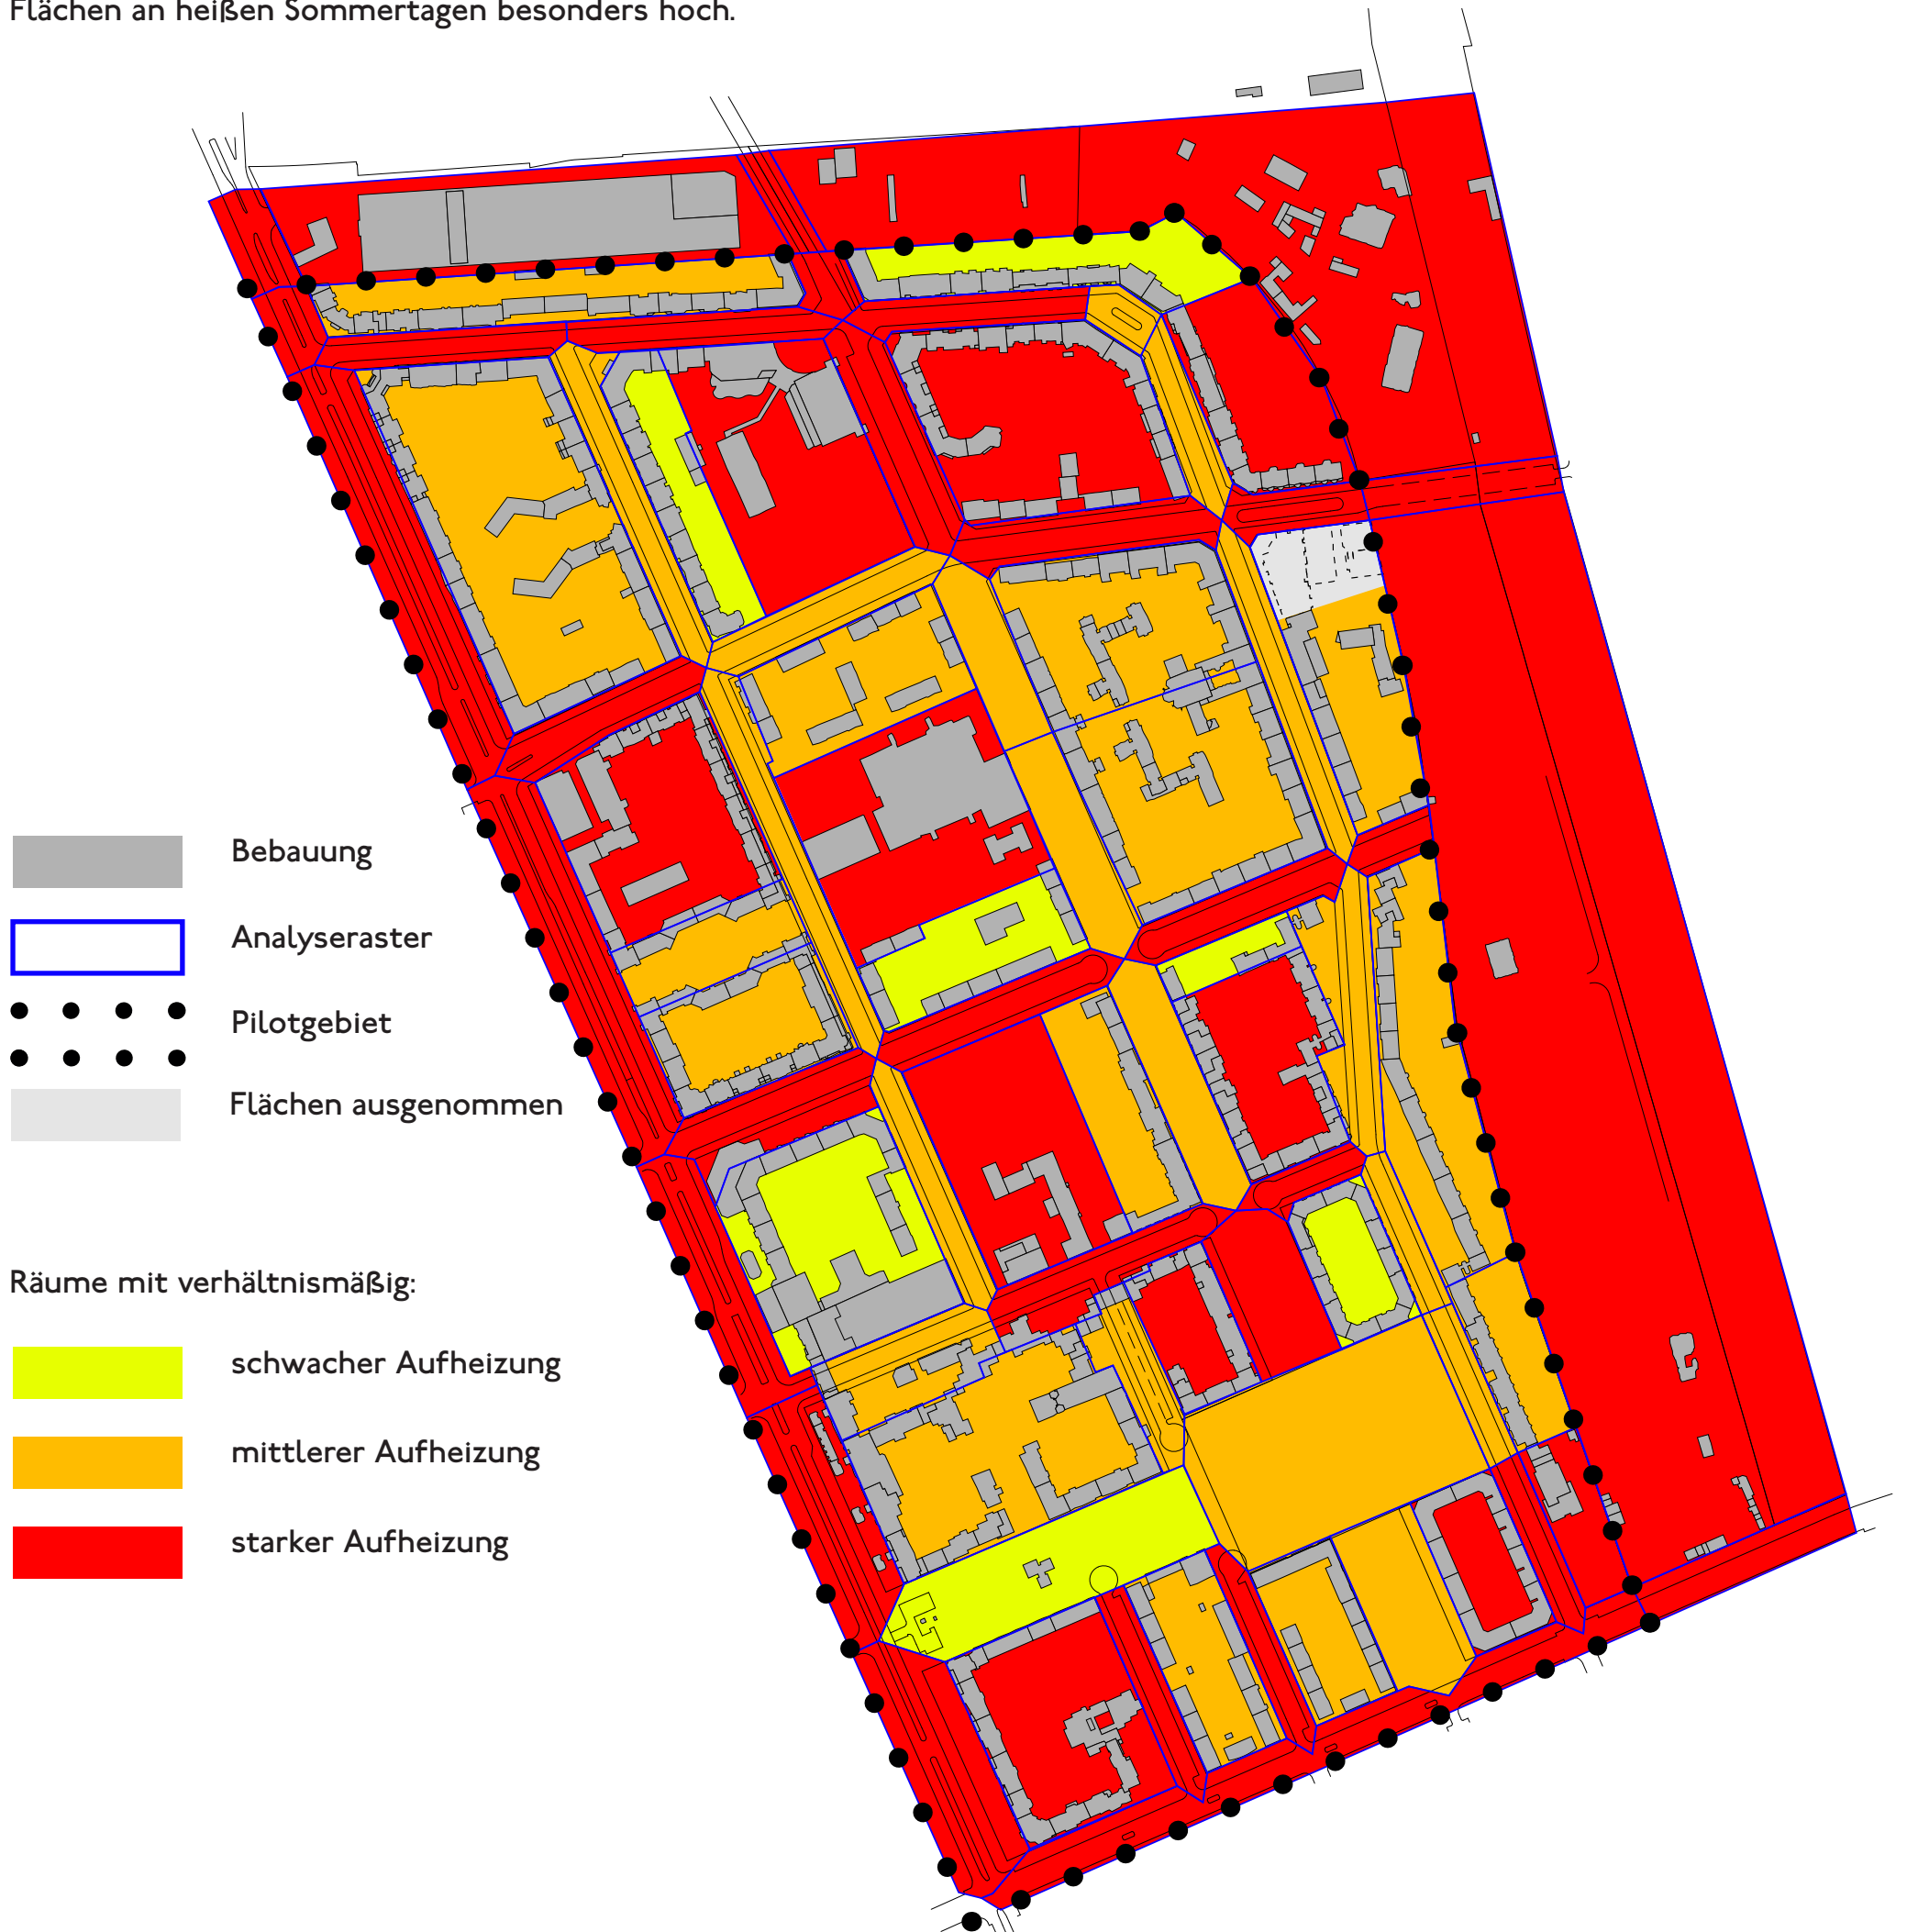 Flächen an heißen Sommertagen besonders hoch.
Bebauung
Analyseraster
Pilotgebiet
Flächen ausgenommen
Räume mit verhältnismäßig:
schwacher Aufheizung
mittlerer Aufheizung
starker Aufheizung